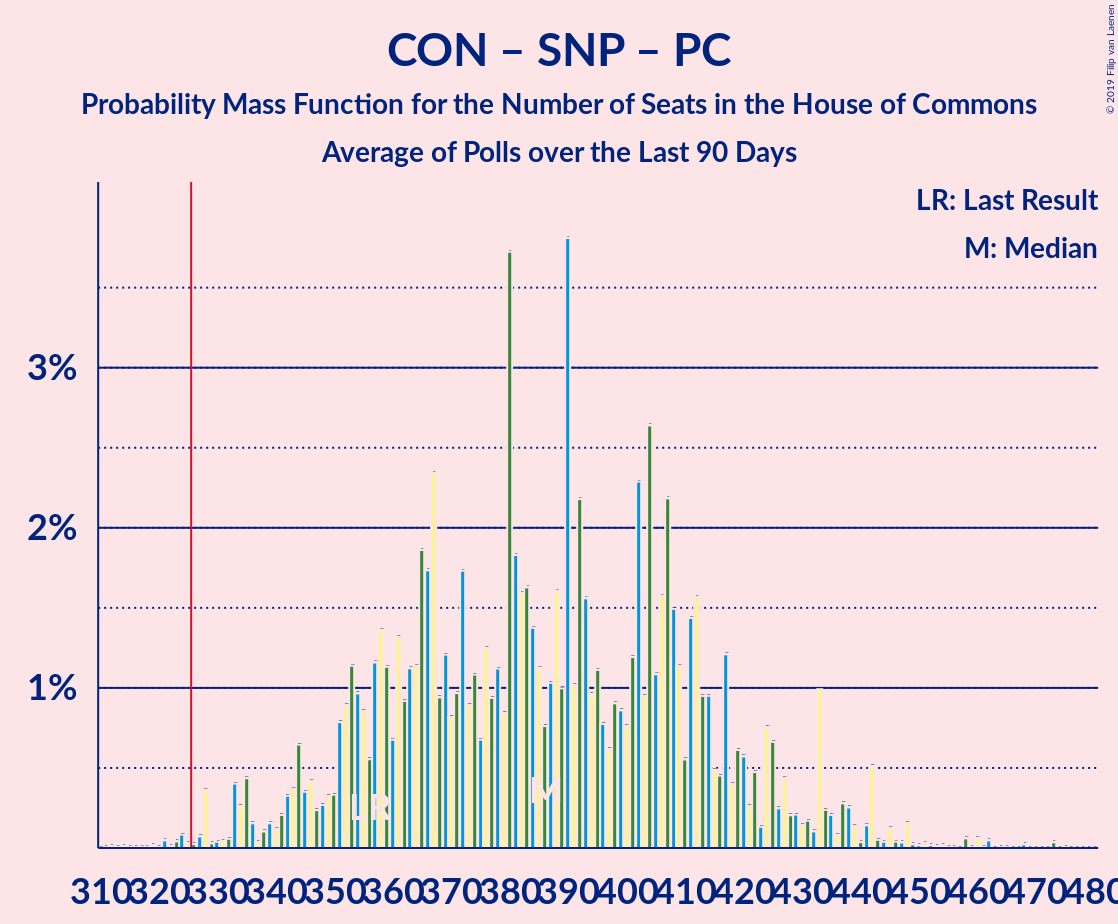 CON – SNP – PC
Probability Mass Function for the Number of Seats in the House of Commons
Average of Polls over the Last 90 Days
© 2019 Filip van Laenen
LR: Last Result
M: Median
3%
2%
1%
LR
M
310 320 330 340 350 360 370 380 390 400 410 420 430 440 450 460 470 480